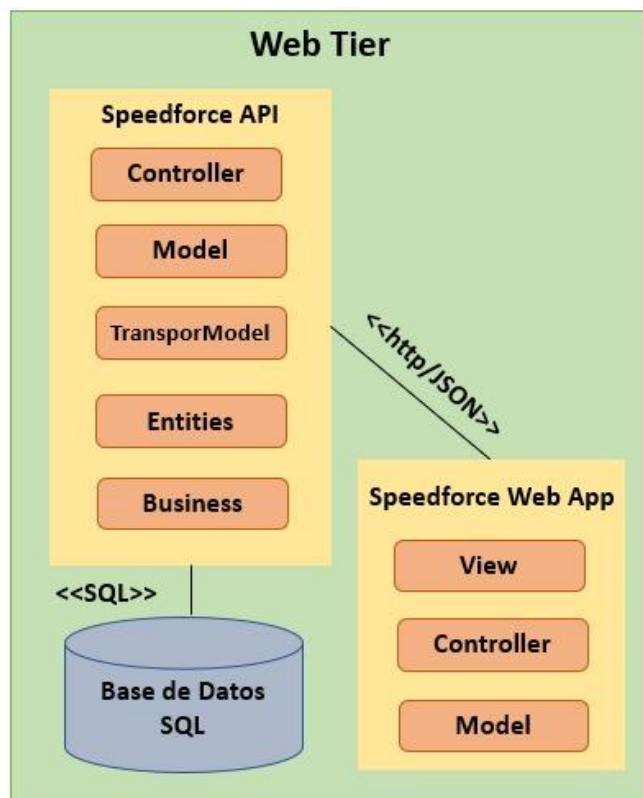 Web Tier
Speedforce API
Controller
Model
TransporModel
Entities
Business
<<http/JSON>>
<<SQL>>
Base de Datos
SQL
Speedforce Web App
View
Controller
Model